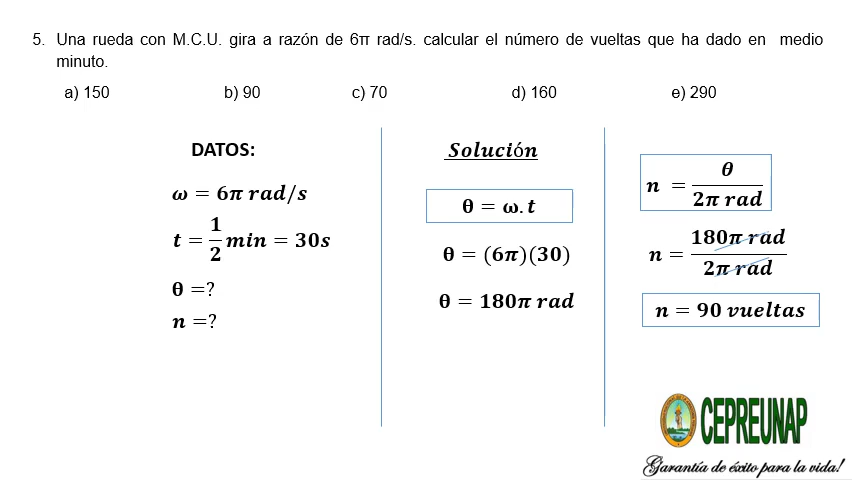 5. Una rueda con M.C.U. gira a razón de 6π rad/s. calcular el número de vueltas que ha dado en medio
minuto.
a) 150 b) 90 c) 70 d) 160 e) 290
DATOS:
ω = 6π rad/s
t = 1/2 min = 30s
θ =?
n =?
Solución
θ = ω. t
θ = (6π)(30)
θ = 180π rad
n = θ / 2π rad
n = 180π rad / 2π rad
n = 90 vueltas
CEPREUNAP
Garantía de éxito para la vida!